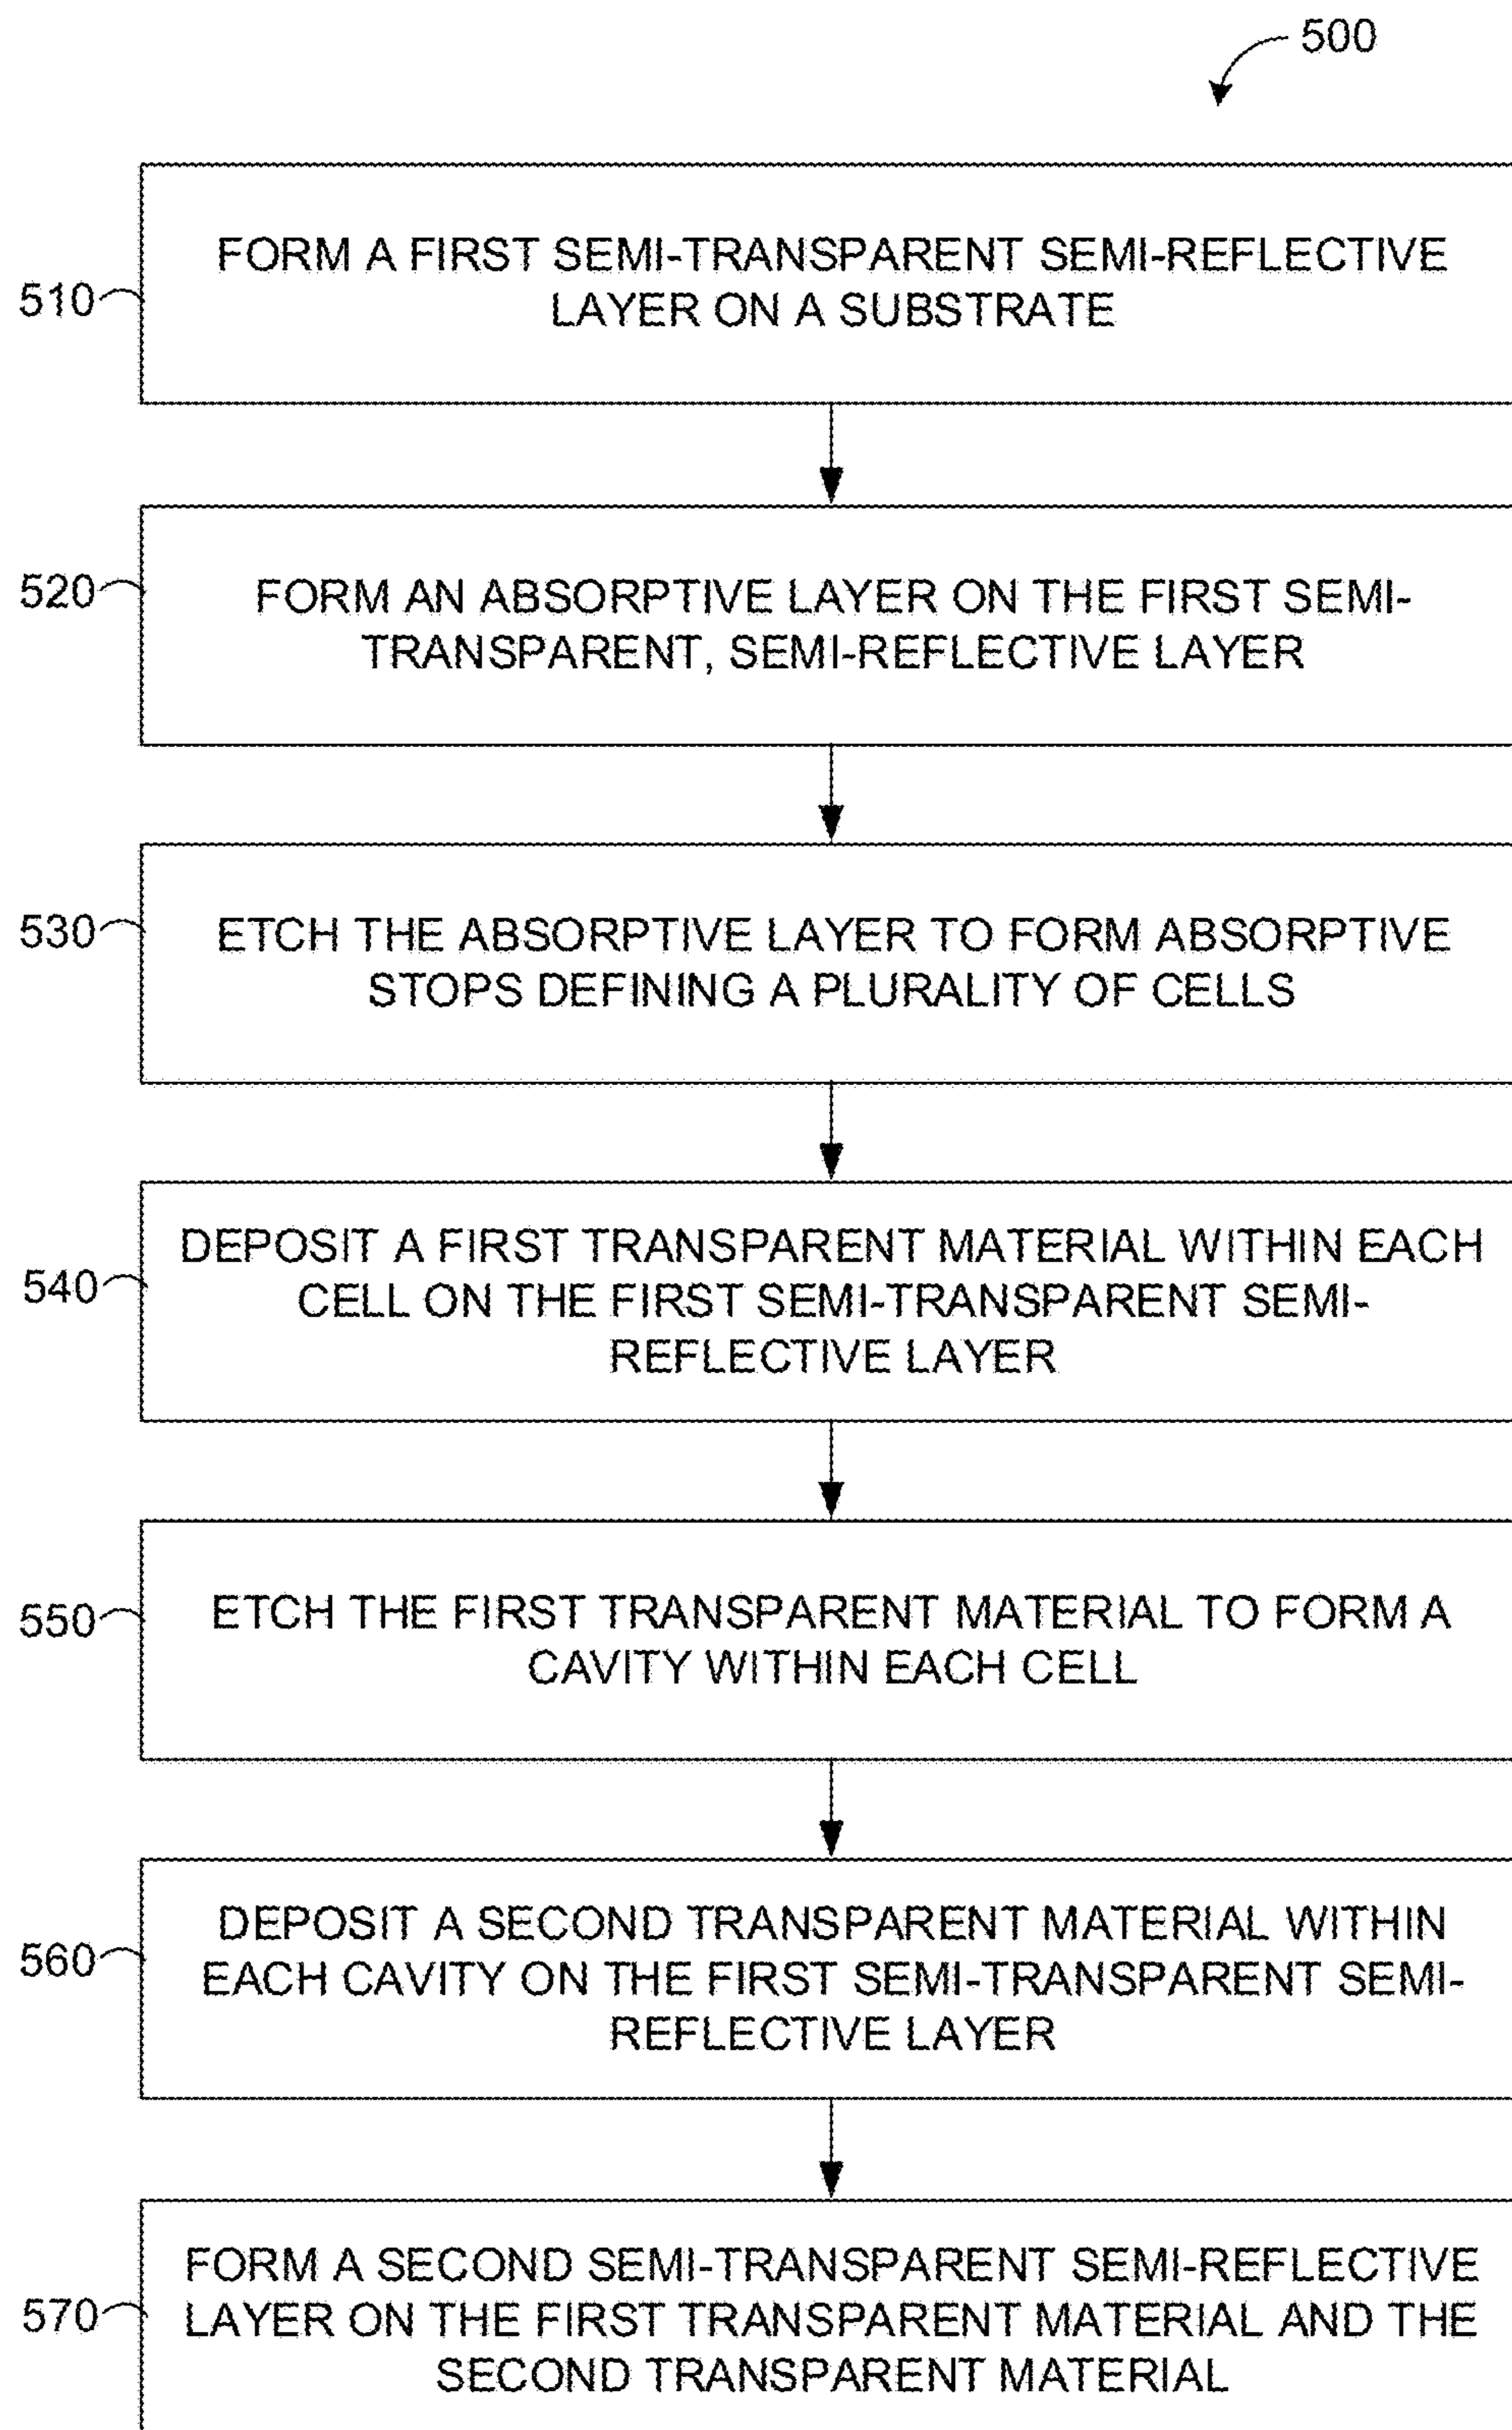 500
FORM A FIRST SEMI-TRANSPARENT SEMI-REFLECTIVE
LAYER ON A SUBSTRATE
510
520
FORM AN ABSORPTIVE LAYER ON THE FIRST SEMI-
TRANSPARENT, SEMI-REFLECTIVE LAYER
530
ETCH THE ABSORPTIVE LAYER TO FORM ABSORPTIVE
STOPS DEFINING A PLURALITY OF CELLS
DEPOSIT A FIRST TRANSPARENT MATERIAL WITHIN EACH
540
CELL ON THE FIRST SEMI-TRANSPARENT SEMI-
REFLECTIVE LAYER
550
ETCH THE FIRST TRANSPARENT MATERIAL TO FORM A
CAVITY WITHIN EACH CELL
DEPOSIT A SECOND TRANSPARENT MATERIAL WITHIN
560
EACH CAVITY ON THE FIRST SEMI-TRANSPARENT SEMI-
REFLECTIVE LAYER
FORM A SECOND SEMI-TRANSPARENT SEMI-REFLECTIVE
570
LAYER ON THE FIRST TRANSPARENT MATERIAL AND THE
SECOND TRANSPARENT MATERIAL